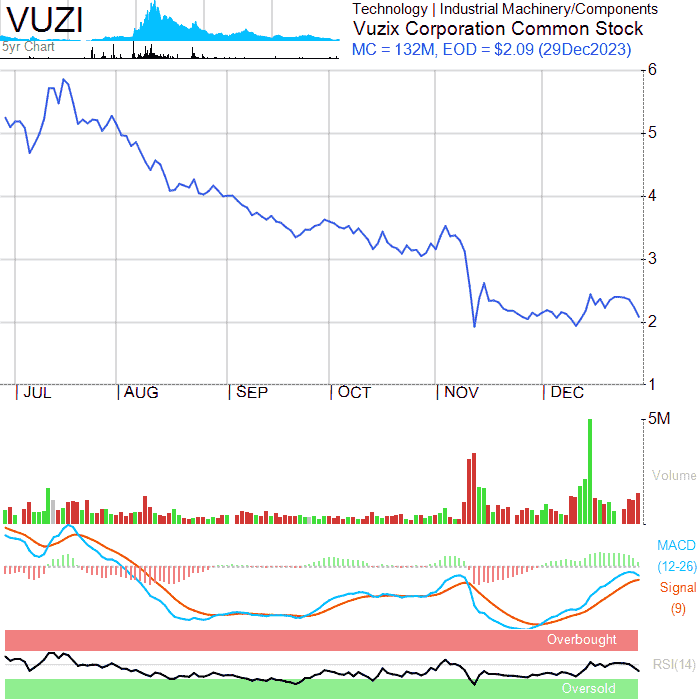 VUZI
5yr Chart
Technology | Industrial Machinery/Components
Vuzix Corporation Common Stock
MC = 132M, EOD = $2.09 (29Dec2023)
6
5
4
3
2
1
JUL AUG SEP OCT NOV DEC
5M
Volume
MACD
(12-26)
Signal
(9)
Overbought
RSI(14)
Oversold